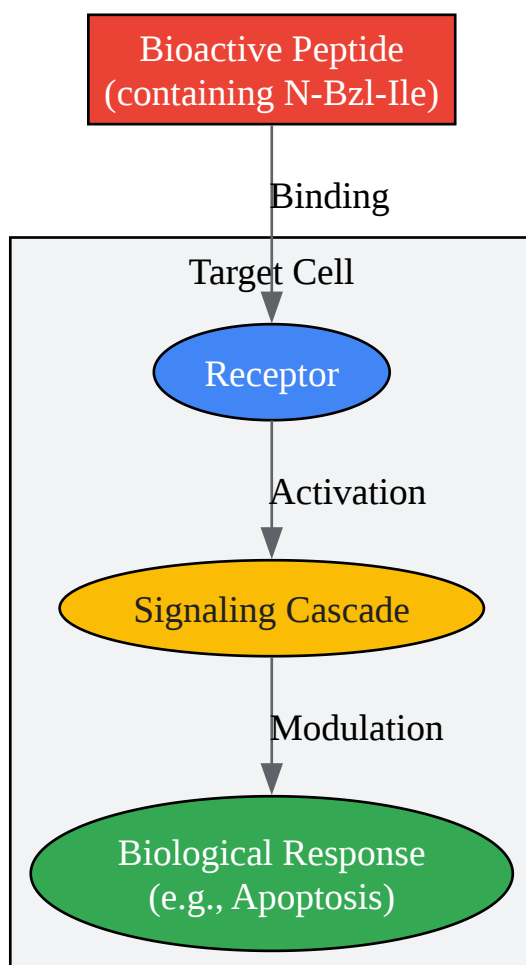 Bioactive Peptide
(containing N-Bzl-Ile)
Binding
Target Cell
Receptor
Activation
Signaling Cascade
Modulation
Biological Response
(e.g., Apoptosis)